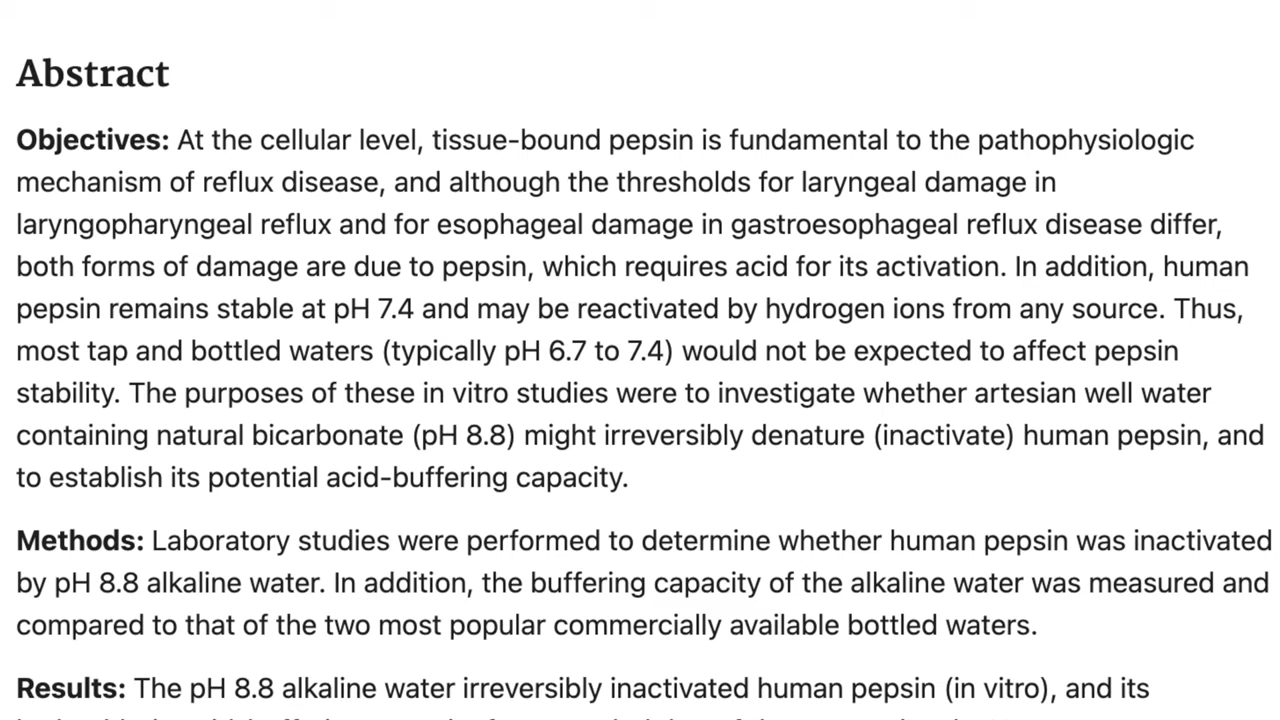 Abstract
Objectives: At the cellular level, tissue-bound pepsin is fundamental to the pathophysiologic
mechanism of reflux disease, and although the thresholds for laryngeal damage in
laryngopharyngeal reflux and for esophageal damage in gastroesophageal reflux disease differ,
both forms of damage are due to pepsin, which requires acid for its activation. In addition, human
pepsin remains stable at pH 7.4 and may be reactivated by hydrogen ions from any source. Thus,
most tap and bottled waters (typically pH 6.7 to 7.4) would not be expected to affect pepsin
stability. The purposes of these in vitro studies were to investigate whether artesian well water
containing natural bicarbonate (pH 8.8) might irreversibly denature (inactivate) human pepsin, and
to establish its potential acid-buffering capacity.
Methods: Laboratory studies were performed to determine whether human pepsin was inactivated
by pH 8.8 alkaline water. In addition, the buffering capacity of the alkaline water was measured and
compared to that of the two most popular commercially available bottled waters.
Results: The pH 8.8 alkaline water irreversibly inactivated human pepsin (in vitro), and its